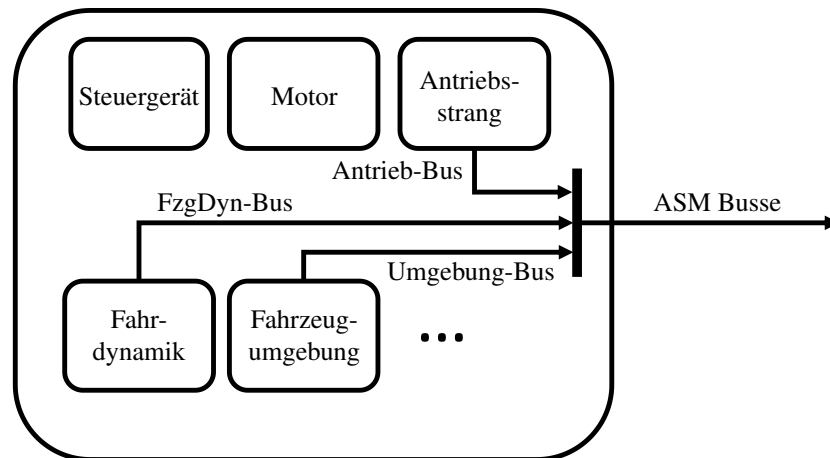 Steuergerät
Motor
Antriebs-
strang
Antrieb-Bus
FzgDyn-Bus
ASM Busse
Umgebung-Bus
Fahr-
dynamik
Fahrzeug-
umgebung
...